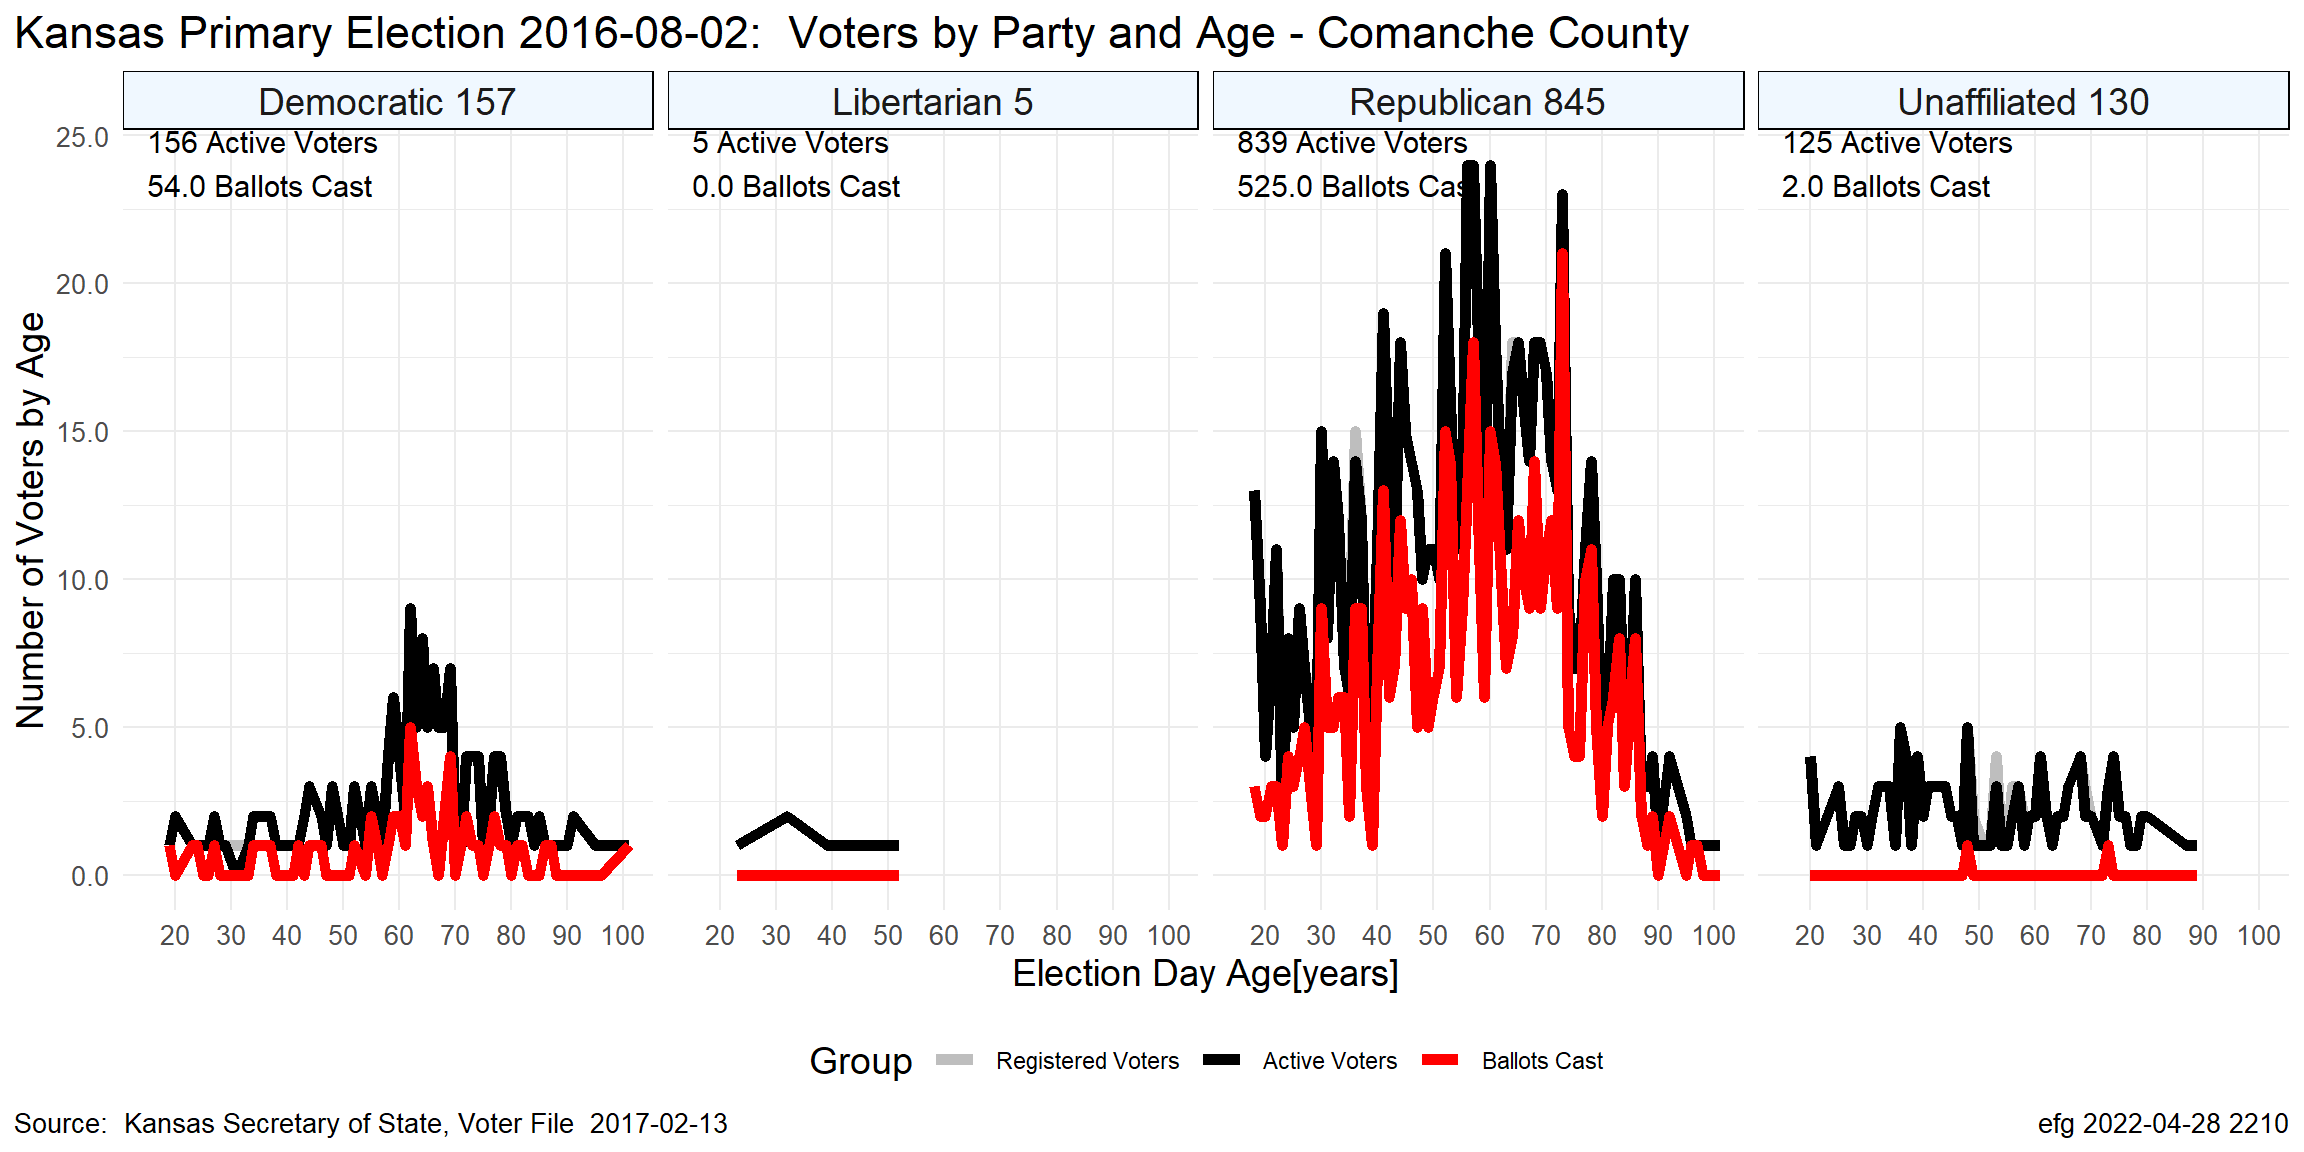 Kansas Primary Election 2016-08-02:  Voters by Party and Age - Comanche County
Democratic 157
Libertarian 5
Republican 845
Unaffiliated 130
156 Active Voters
54.0 Ballots Cast
5 Active Voters
0.0 Ballots Cast
839 Active Voters
525.0 Ballots Cast
125 Active Voters
2.0 Ballots Cast
Number of Voters by Age
25.0
20.0
15.0
10.0
5.0
0.0
20 30 40 50 60 70 80 90 100
20 30 40 50 60 70 80 90 100
20 30 40 50 60 70 80 90 100
20 30 40 50 60 70 80 90 100
Election Day Age[years]
Group Registered Voters Active Voters Ballots Cast
Source:  Kansas Secretary of State, Voter File  2017-02-13
efg 2022-04-28 2210